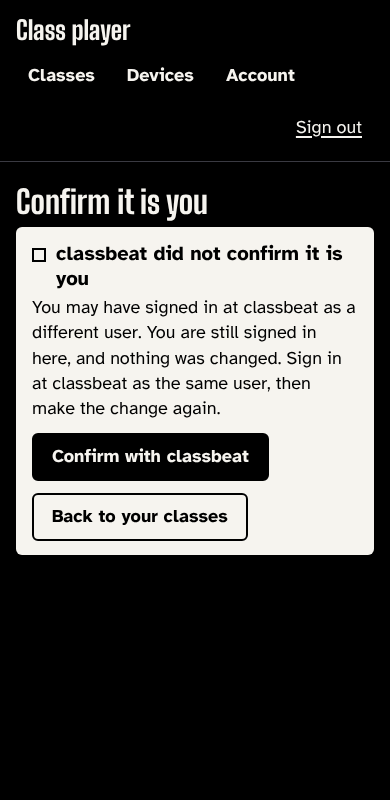 Class player
Classes Devices Account
Sign out
Confirm it is you
classbeat did not confirm it is
you
You may have signed in at classbeat as a
different user. You are still signed in
here, and nothing was changed. Sign in
at classbeat as the same user, then
make the change again.
Confirm with classbeat
Back to your classes